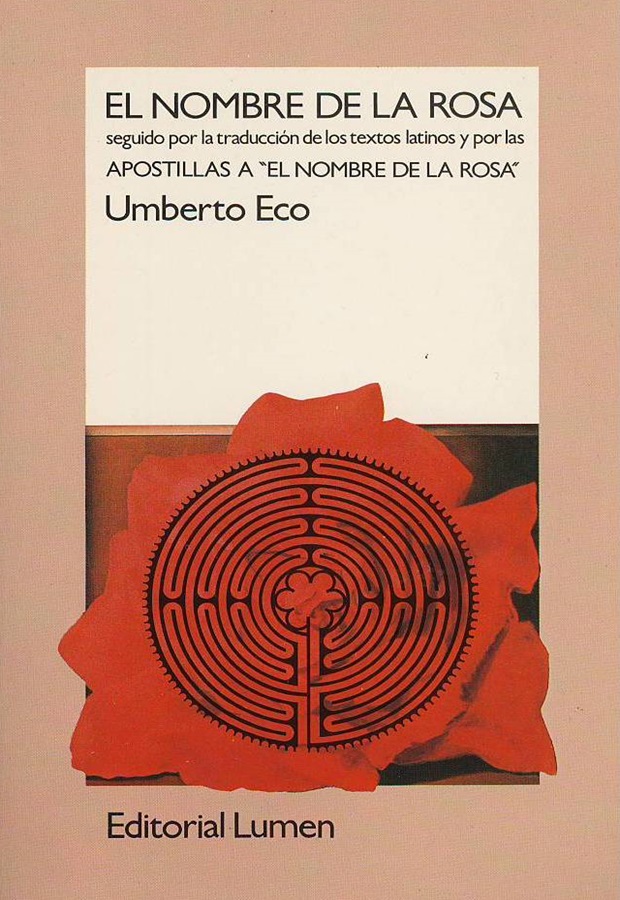 EL NOMBRE DE LA ROSA
seguido por la traducción de los textos latinos y por las
APOSTILLAS A "EL NOMBRE DE LA ROSA"
Umberto Eco
Editorial Lumen